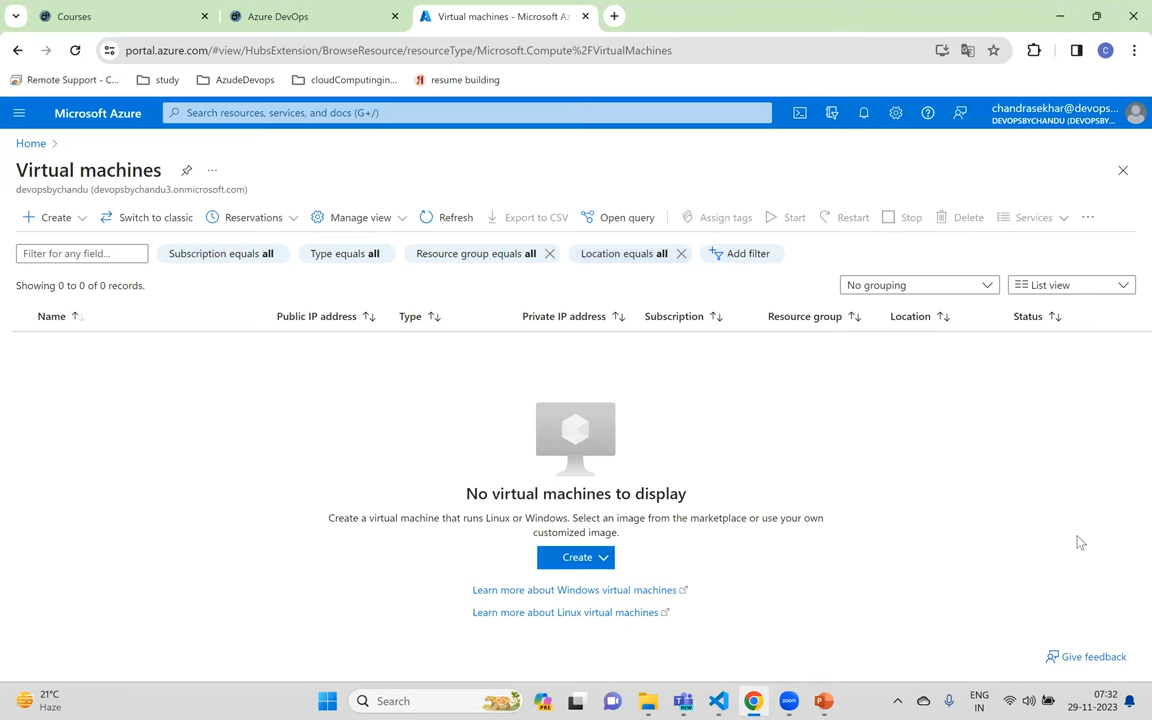 Courses
Azure DevOps
Virtual machines - Microsoft Az
portal.azure.com/#view/HubsExtension/BrowseResource/resourceType/Microsoft.Compute%2FVirtualMachines
C
Remote Support - C...
study
AzudeDevops
cloudComputingin...
resume building
Microsoft Azure
Search resources, services, and docs (G+/)
chandrasekhar@devops...
DEVOPSBYCHANDU (DEVOPSBY...
Home
Virtual machines
devopsbychandu (devopsbychandu3.onmicrosoft.com)
Create
Switch to classic
Reservations
Manage view
Refresh
Export to CSV
Open query
Assign tags
Start
Restart
Stop
Delete
Services
Filter for any field...
Subscription equals all
Type equals all
Resource group equals all
Location equals all
Add filter
Showing 0 to 0 of 0 records.
No grouping
List view
Name
Public IP address
Type
Private IP address
Subscription
Resource group
Location
Status
No virtual machines to display
Create a virtual machine that runs Linux or Windows. Select an image from the marketplace or use your own
customized image.
Create
Learn more about Windows virtual machines
Learn more about Linux virtual machines
Give feedback
21°C
Haze
Search
PRE
NEW
zoom
ENG
IN
07:32
29-11-2023